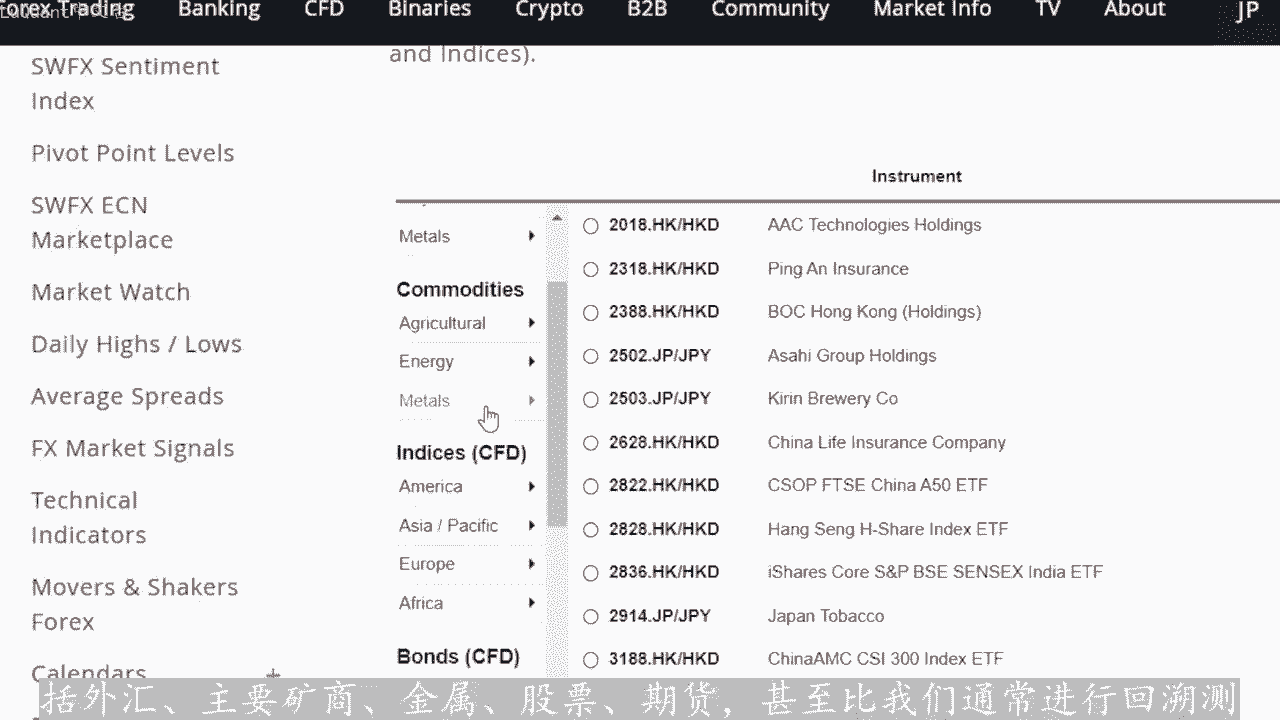 Forex Trading Banking CFD Binaries Crypto B2B Community Market Info TV About JP
and Indices).
SWFX Sentiment
Index
Pivot Point Levels
SWFX ECN
Marketplace
Market Watch
Daily Highs / Lows
Average Spreads
FX Market Signals
Technical
Indicators
Movers & Shakers
Forex
Calendars +
Instrument
Metals
Commodities
Agricultural
Energy
Metals
Indices (CFD)
America
Asia / Pacific
Europe
Africa
Bonds (CFD)
2018.HK/HKD AAC Technologies Holdings
2318.HK/HKD Ping An Insurance
2388.HK/HKD BOC Hong Kong (Holdings)
2502.JP/JPY Asahi Group Holdings
2503.JP/JPY Kirin Brewery Co
2628.HK/HKD China Life Insurance Company
2822.HK/HKD CSOP FTSE China A50 ETF
2828.HK/HKD Hang Seng H-Share Index ETF
2836.HK/HKD iShares Core S&P BSE SENSEX India ETF
2914.JP/JPY Japan Tobacco
3188.HK/HKD ChinaAMC CSI 300 Index ETF
括外汇、主要矿商、金属、股票、期货，甚至比我们通常进行回溯测